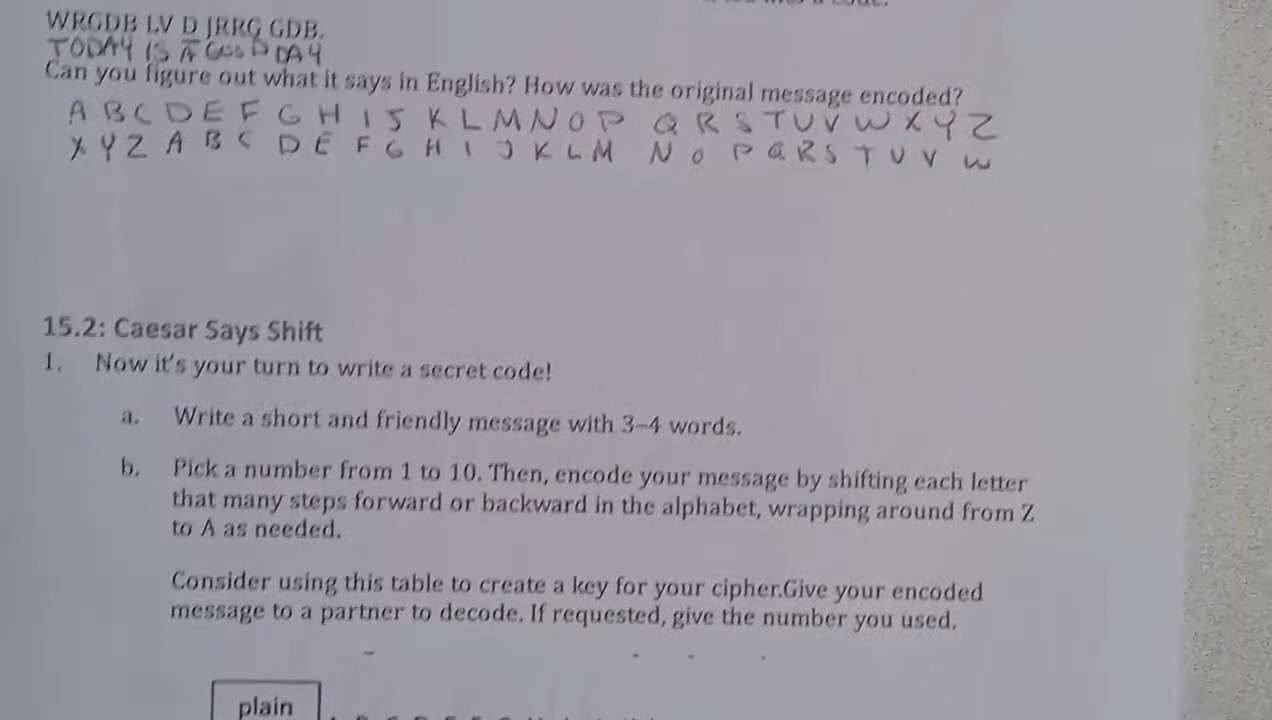 WRGDB LV D JRRG GDB.
TODAY IS A GOOD DAY
Can you figure out what it says in English? How was the original message encoded?
A B C D E F G H I J K L M N O P Q R S T U V W X Y Z
X Y Z A B C D E F G H I J K L M N O P Q R S T U V W
15.2: Caesar Says Shift
1. Now it's your turn to write a secret code!
a. Write a short and friendly message with 3–4 words.
b. Pick a number from 1 to 10. Then, encode your message by shifting each letter
that many steps forward or backward in the alphabet, wrapping around from Z
to A as needed.
Consider using this table to create a key for your cipher.Give your encoded
message to a partner to decode. If requested, give the number you used.
plain